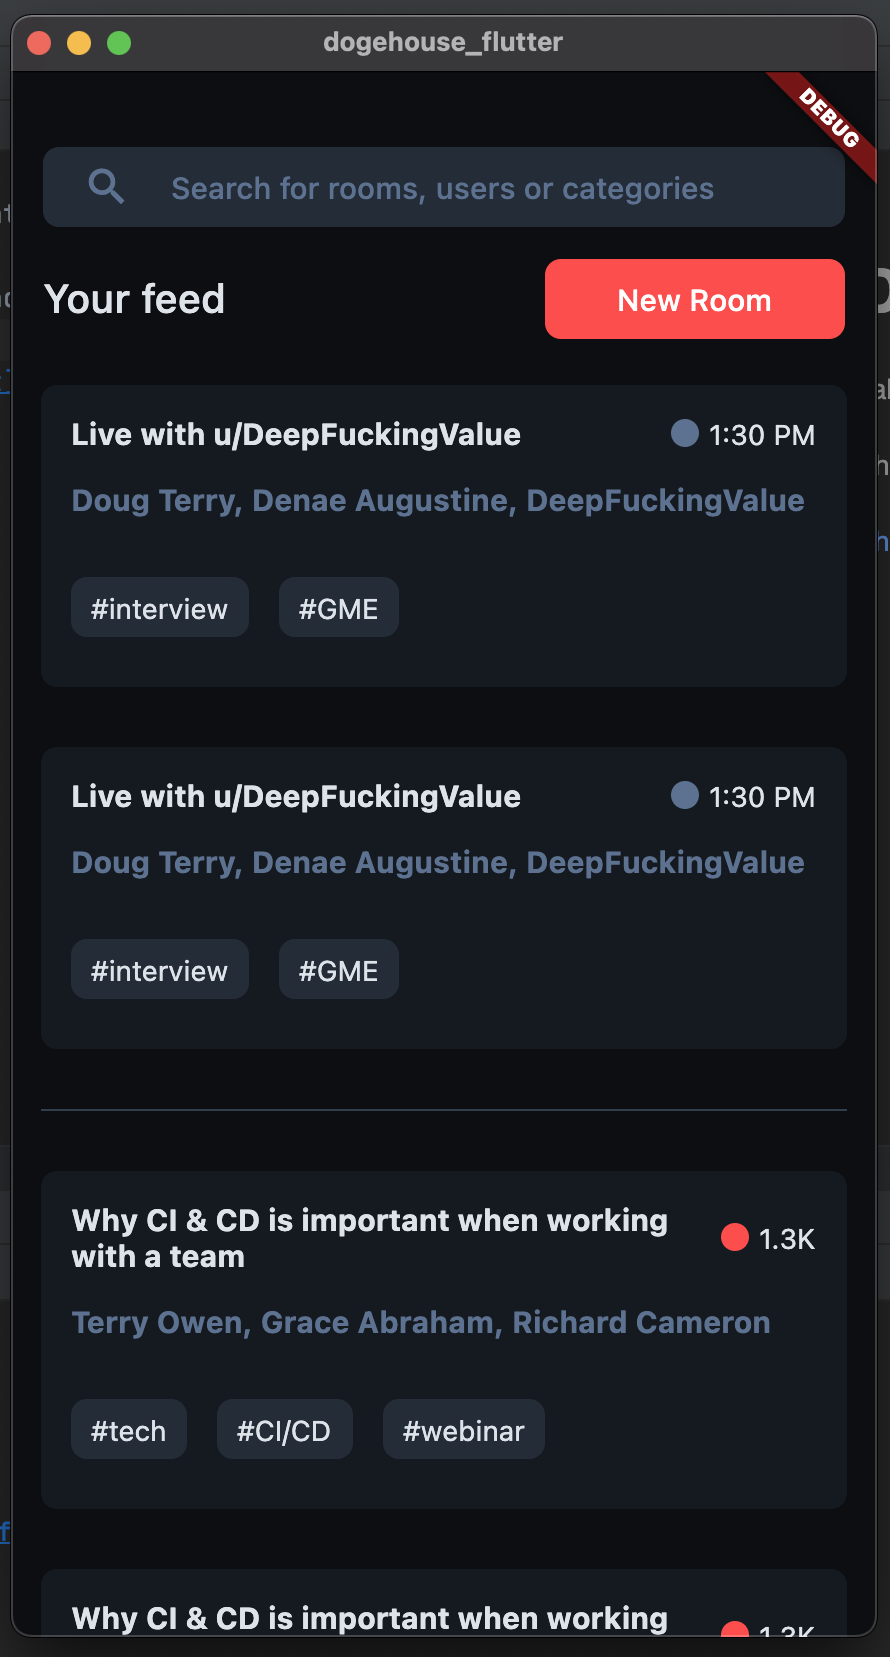 dogehouse_flutter
DEBUG
Search for rooms, users or categories
Your feed
New Room
Live with u/DeepFuckingValue
1:30 PM
Doug Terry, Denae Augustine, DeepFuckingValue
#interview
#GME
Live with u/DeepFuckingValue
1:30 PM
Doug Terry, Denae Augustine, DeepFuckingValue
#interview
#GME
Why CI & CD is important when working
with a team
1.3K
Terry Owen, Grace Abraham, Richard Cameron
#tech
#CI/CD
#webinar
Why CI & CD is important when working
1.3K